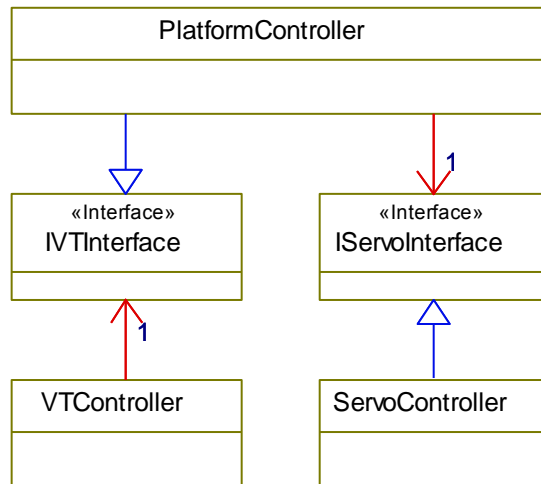 PlatformController
1
«Interface»
IVTInterface
«Interface»
IServoInterface
1
VTController
ServoController